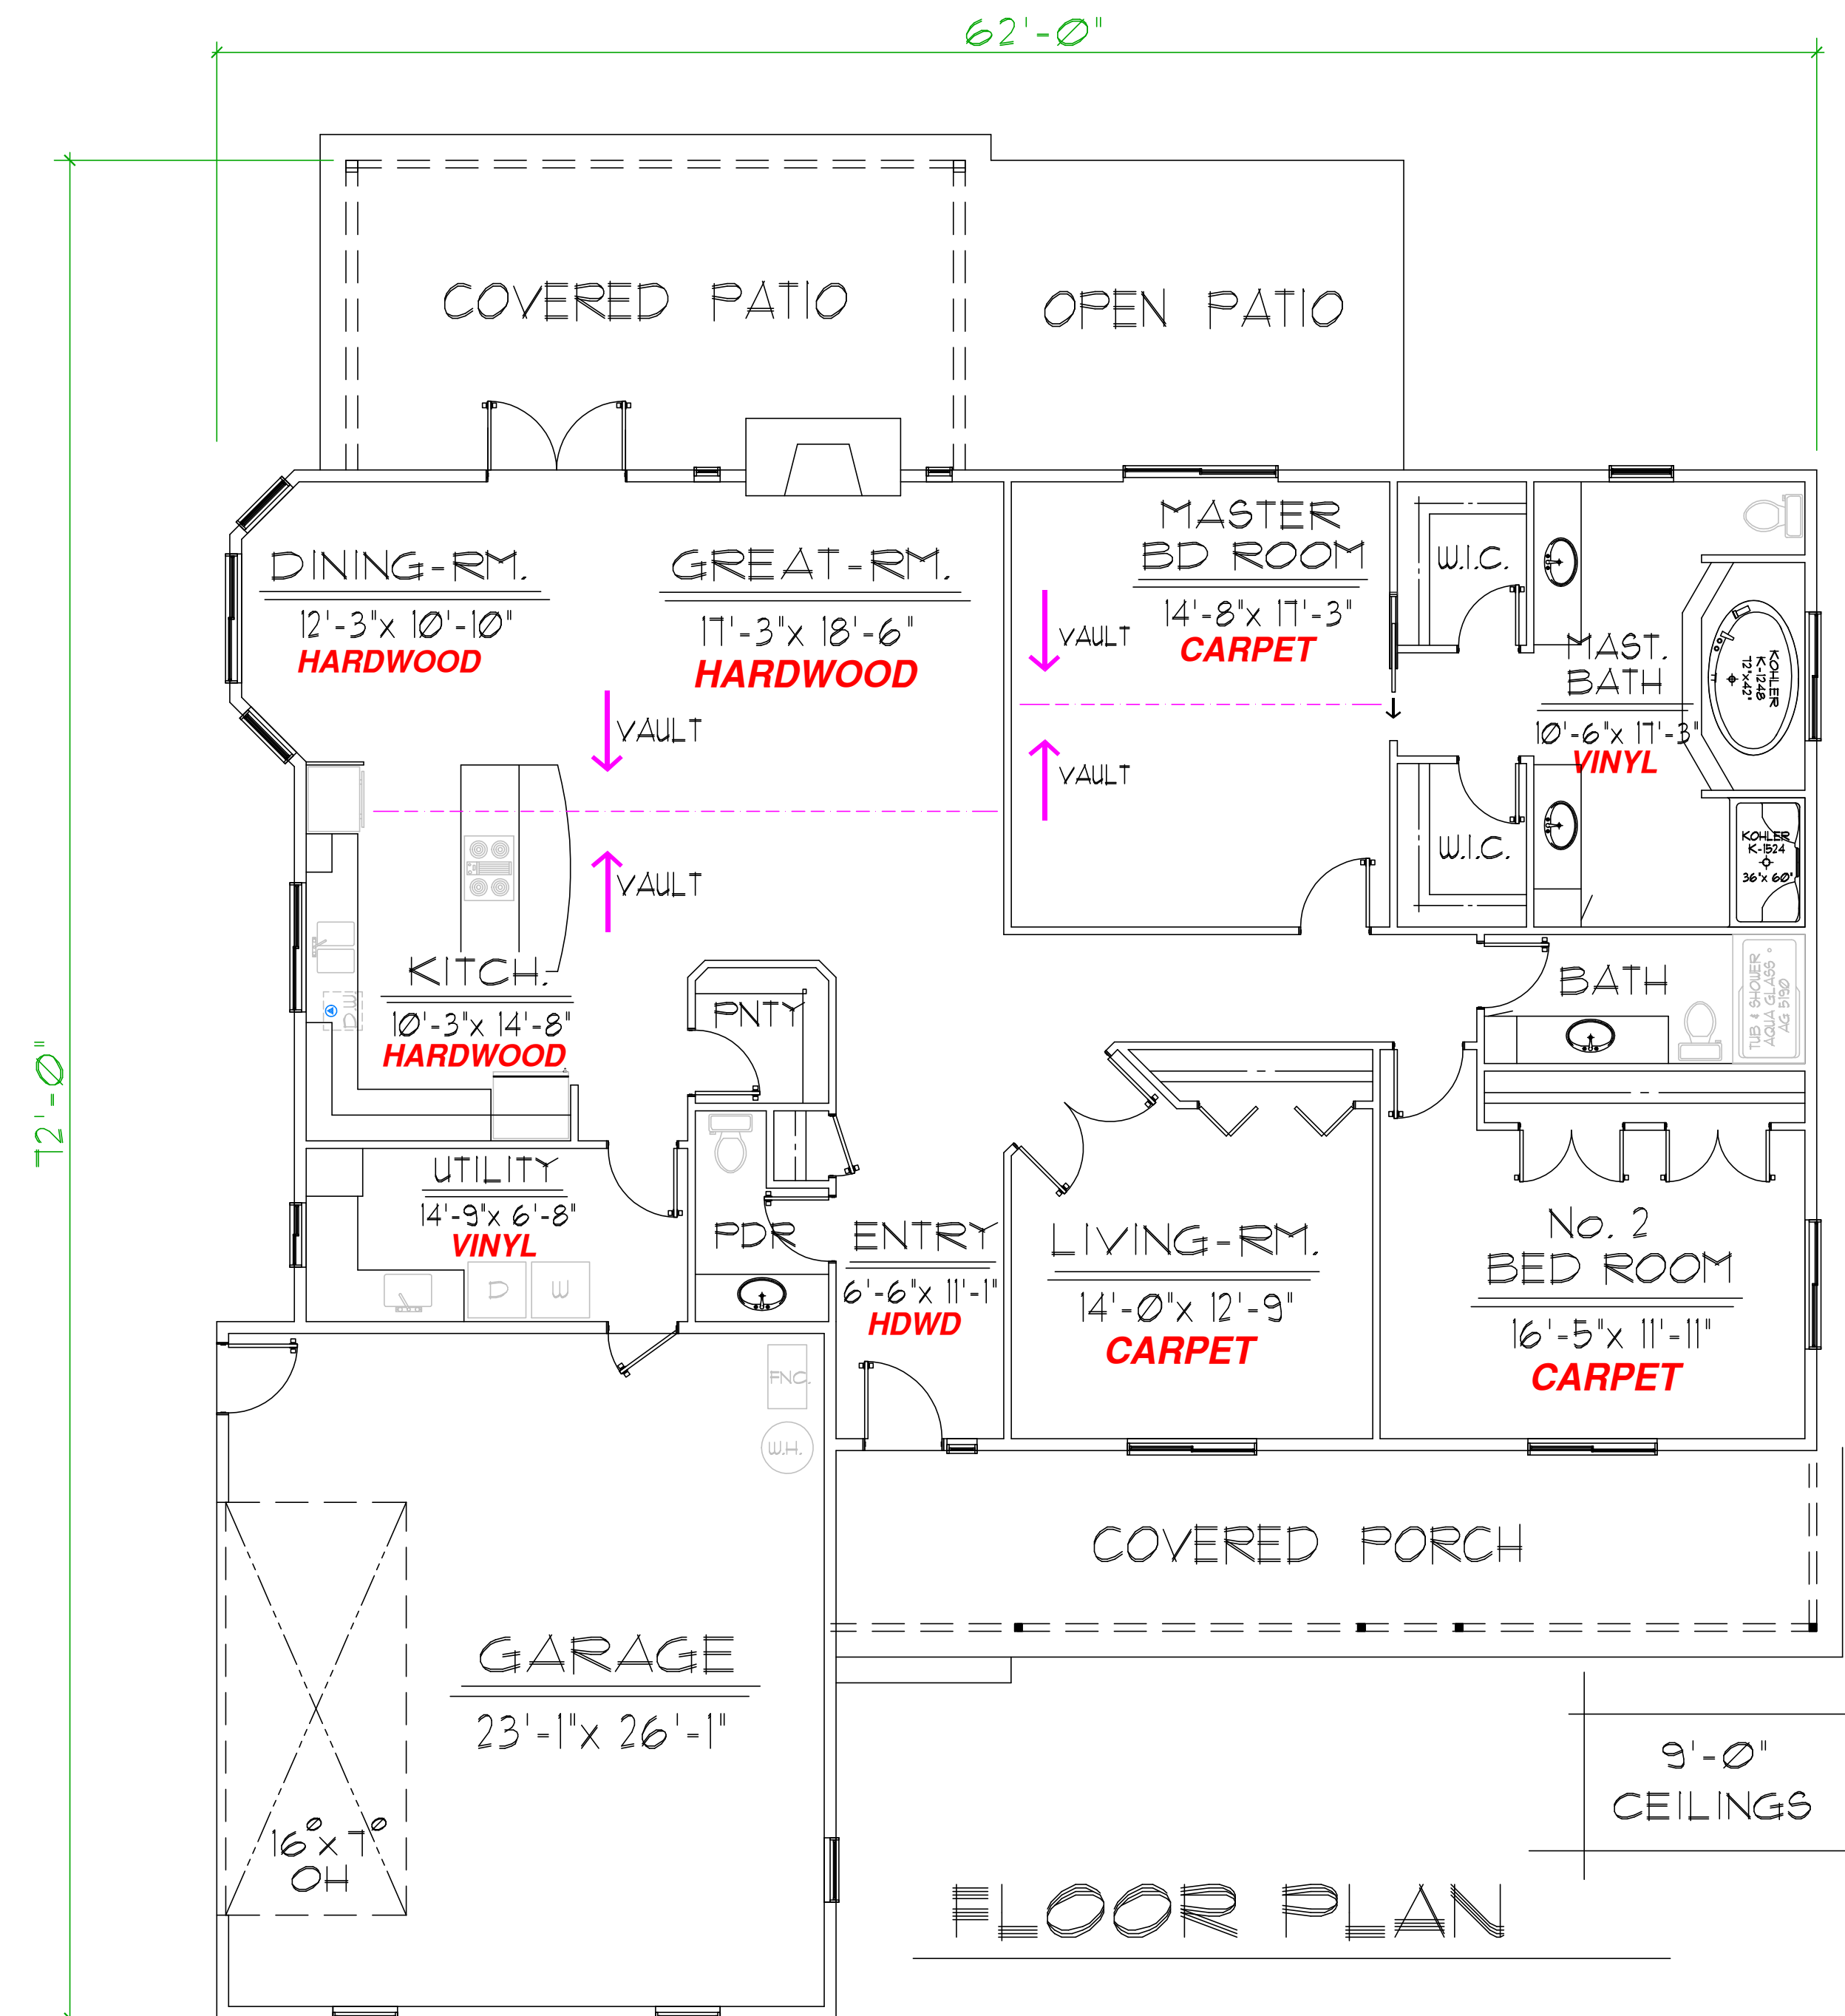 62'-0"
COVERED PATIO
OPEN PATIO
DINING-RM.
12'-3"x 10'-10"
HARDWOOD
GREAT-RM.
17'-3"x 18'-6"
HARDWOOD
VAULT
VAULT
MASTER
BD ROOM
14'-8"x 17'-3"
CARPET
VAULT
VAULT
W.I.C.
W.I.C.
MAST.
BATH
10'-6"x 17'-3"
VINYL
KOHLER
K-1248
72"x42"
KOHLER
K-1524
36"x 60"
KITCH.
10'-3"x 14'-8"
HARDWOOD
D.W.
PNTY
BATH
TUB & SHOWER
AQUA GLASS
AG 5190
72'-0"
UTILITY
14'-9"x 6'-8"
VINYL
D
W
PDR
ENTRY
6'-6"x 11'-1"
HDWD
LIVING-RM.
14'-0"x 12'-9"
CARPET
No. 2
BED ROOM
16'-5"x 11'-11"
CARPET
FNC.
W.H.
COVERED PORCH
GARAGE
23'-1"x 26'-1"
16⁰x 7⁰
OH
9'-0"
CEILINGS
FLOOR PLAN